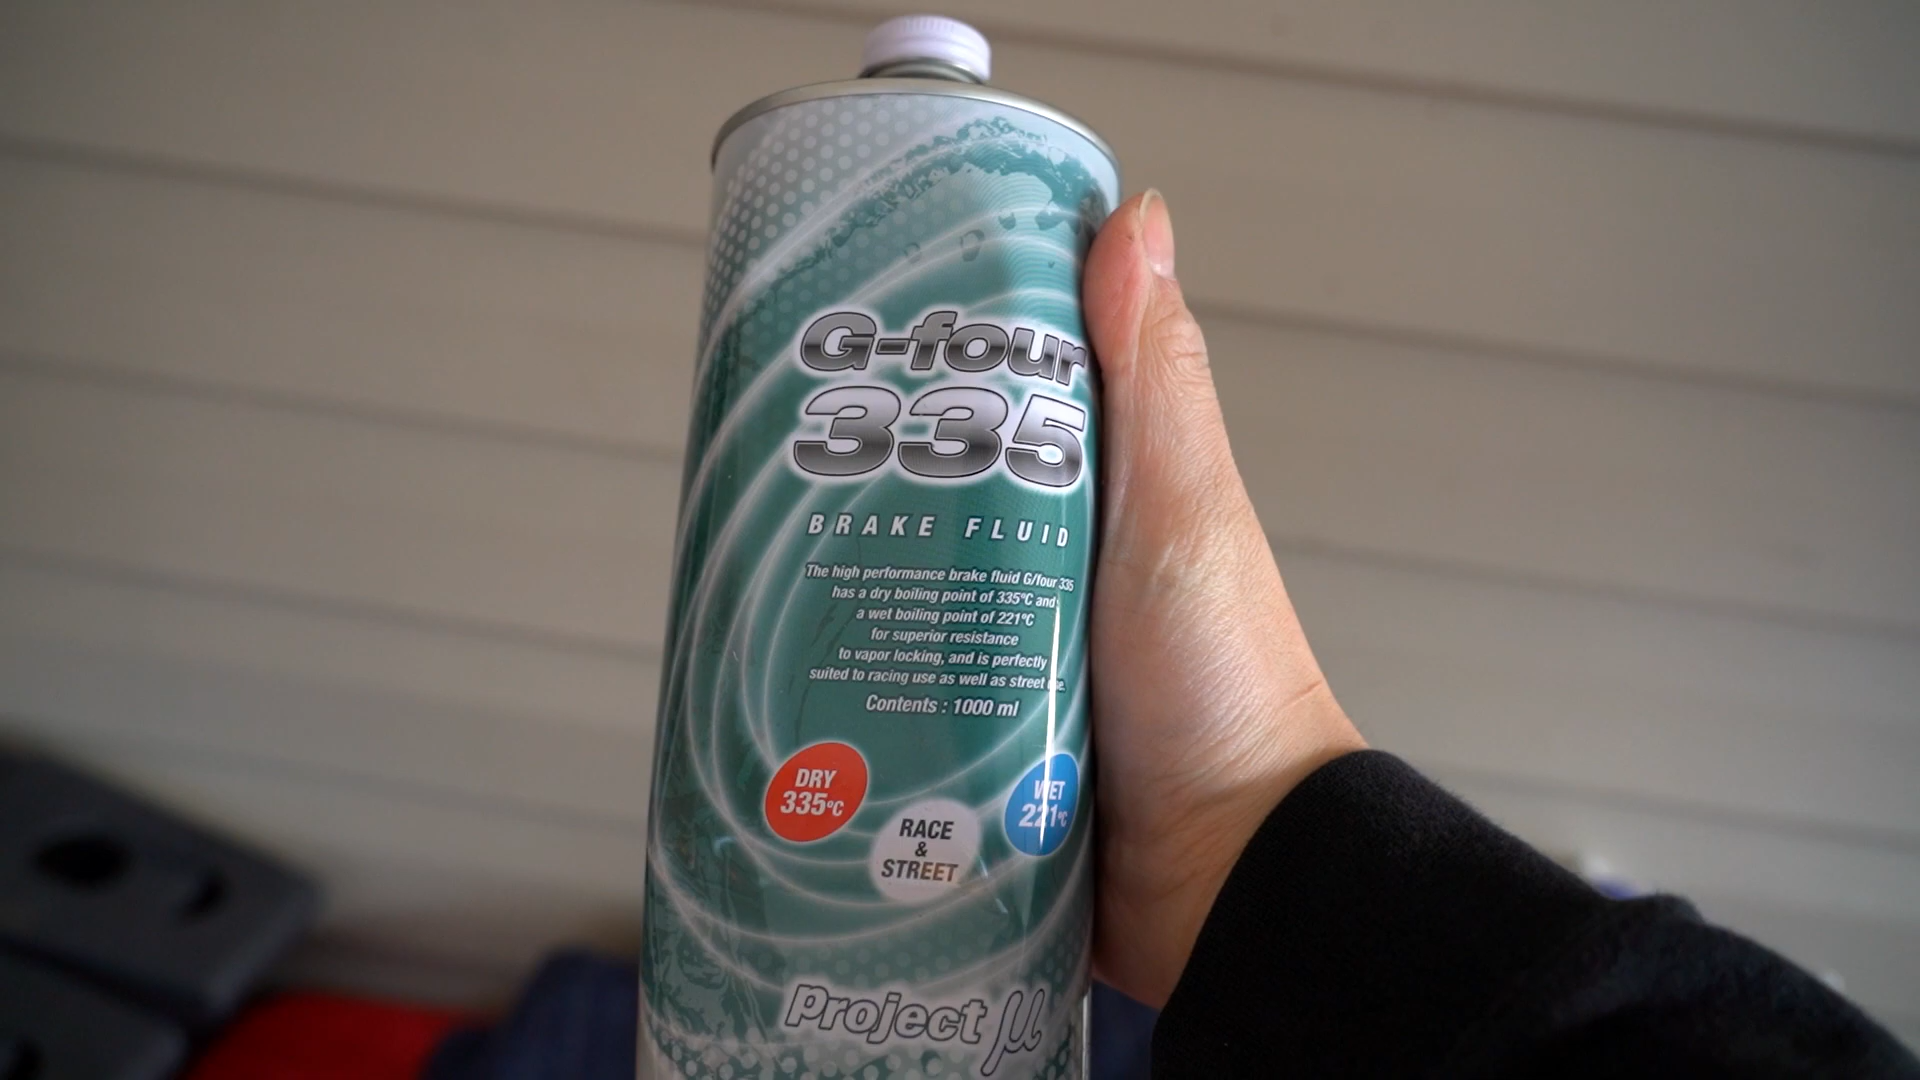 G-four
335
BRAKE FLUID
The high performance brake fluid G/four 335
has a dry boiling point of 335°C and
a wet boiling point of 221°C
for superior resistance
to vapor locking, and is perfectly
suited to racing use as well as street
Contents : 1000 ml
DRY
335°C
WET
221°C
RACE
&
STREET
Project μ